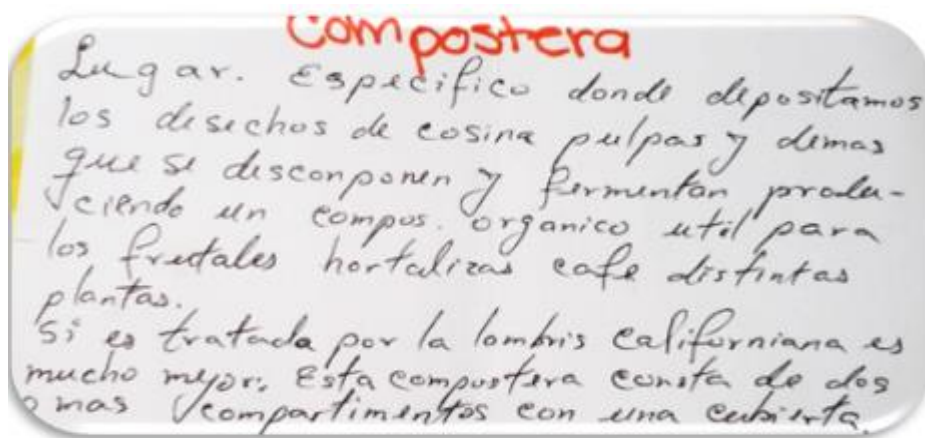 Compostera
Lugar. Especifico donde depositamos
los desechos de cosina pulpas y demas
que se desconponen y fermentan produ-
ciendo un compos. organico util para
los frutales hortalizas cafe distintas
plantas.
Si es tratada por la lombris californiana es
mucho mejor. Esta compostera consta de dos
o mas compartimentos con una cubierta.